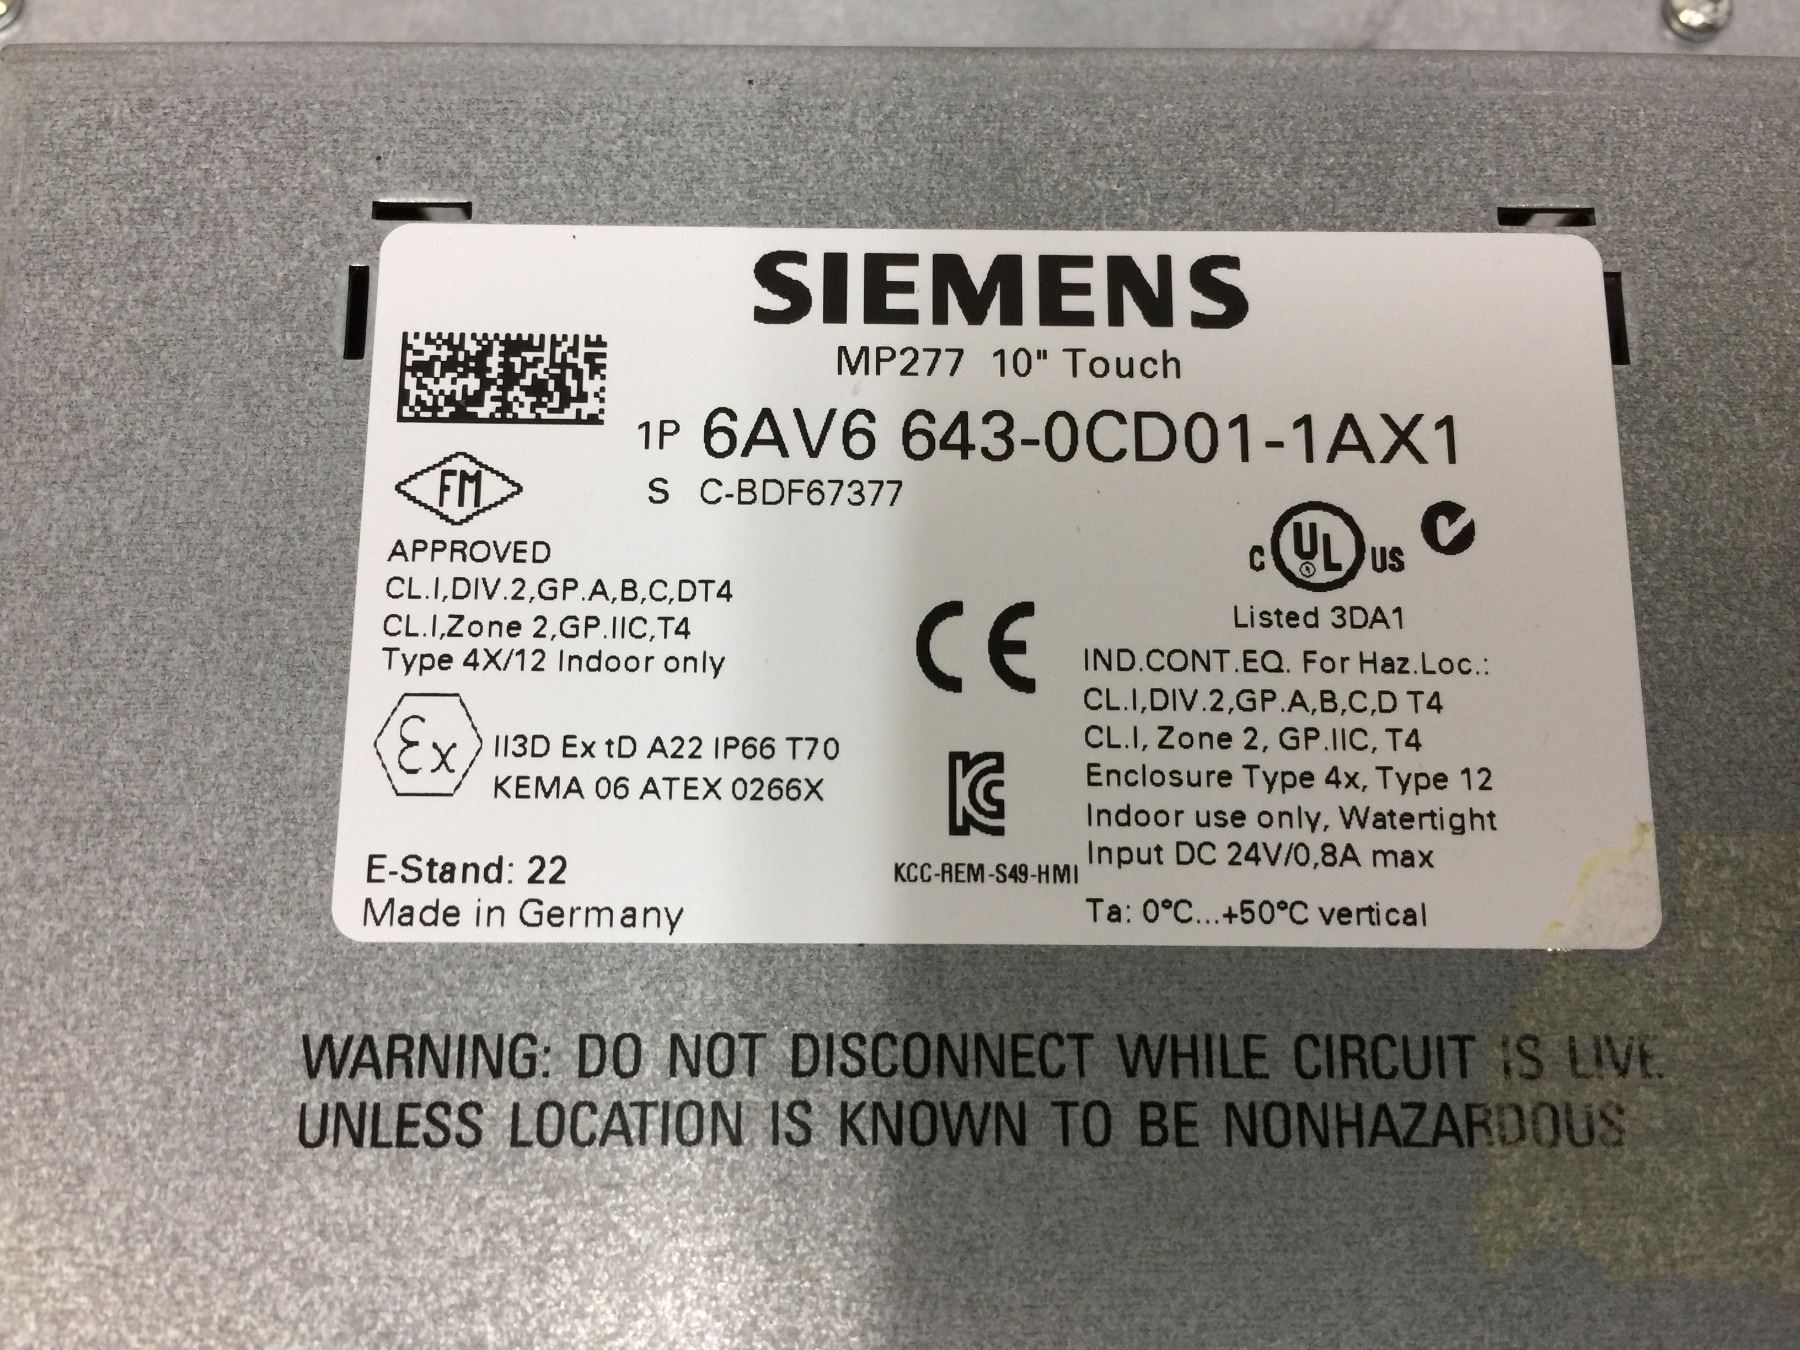 SIEMENS
MP277 10" Touch
1P 6AV6 643-0CD01-1AX1
S C-BDF67377
FM
APPROVED
CL.I,DIV.2,GP.A,B,C,DT4
CL.I,Zone 2,GP.IIC,T4
Type 4X/12 Indoor only
Ex II3D Ex tD A22 IP66 T70
KEMA 06 ATEX 0266X
E-Stand: 22
Made in Germany
CE
KC
KCC-REM-S49-HMI
C UL US
Listed 3DA1
IND.CONT.EQ. For Haz.Loc.:
CL.I,DIV.2,GP.A,B,C,D T4
CL.I, Zone 2, GP.IIC, T4
Enclosure Type 4x, Type 12
Indoor use only, Watertight
Input DC 24V/0,8A max
Ta: 0°C...+50°C vertical
WARNING: DO NOT DISCONNECT WHILE CIRCUIT IS LIVE.
UNLESS LOCATION IS KNOWN TO BE NONHAZARDOUS